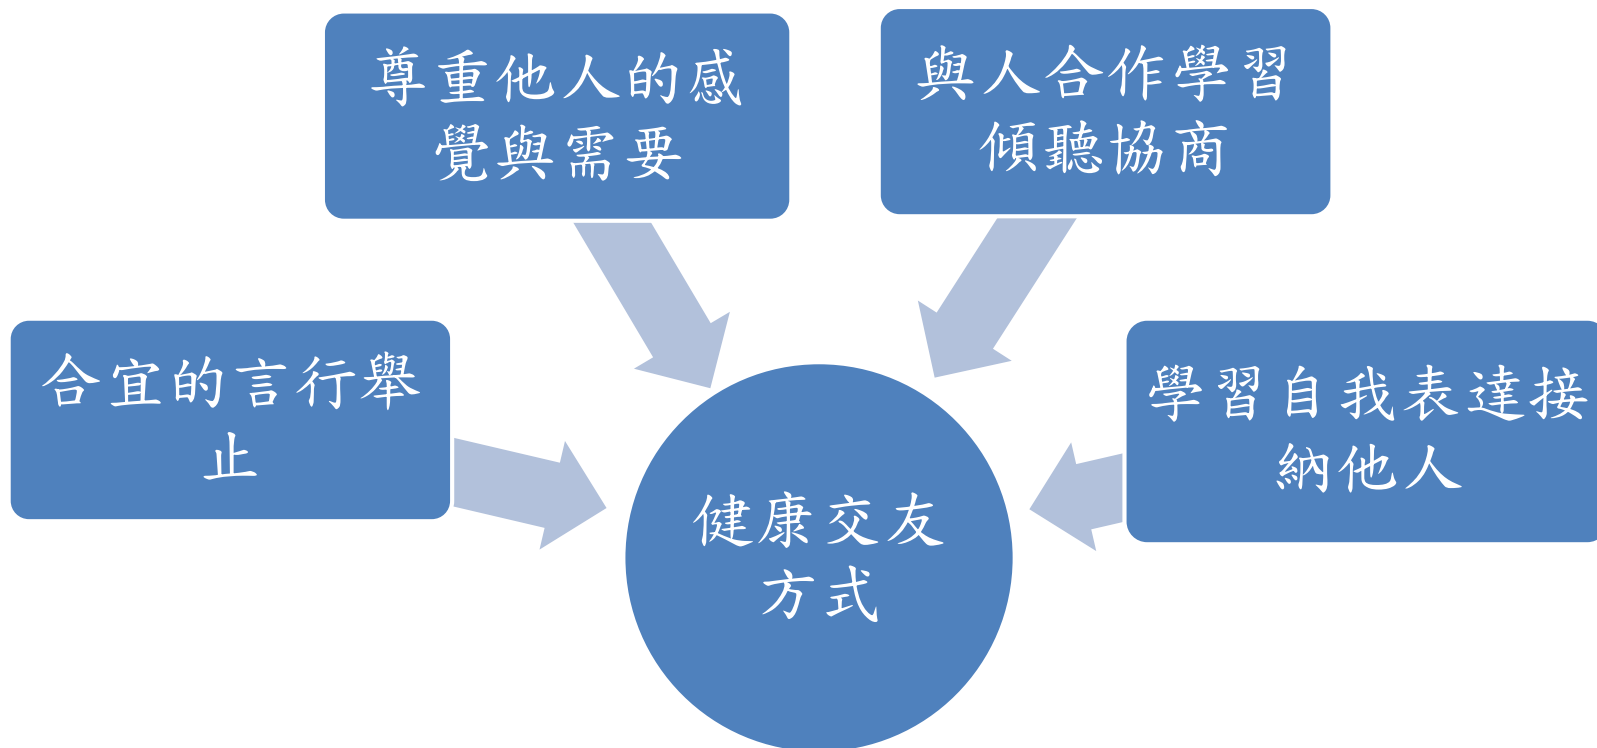 尊重他人的感
覺與需要
與人合作學習
傾聽協商
合宜的言行舉
止
學習自我表達接
納他人
健康交友
方式